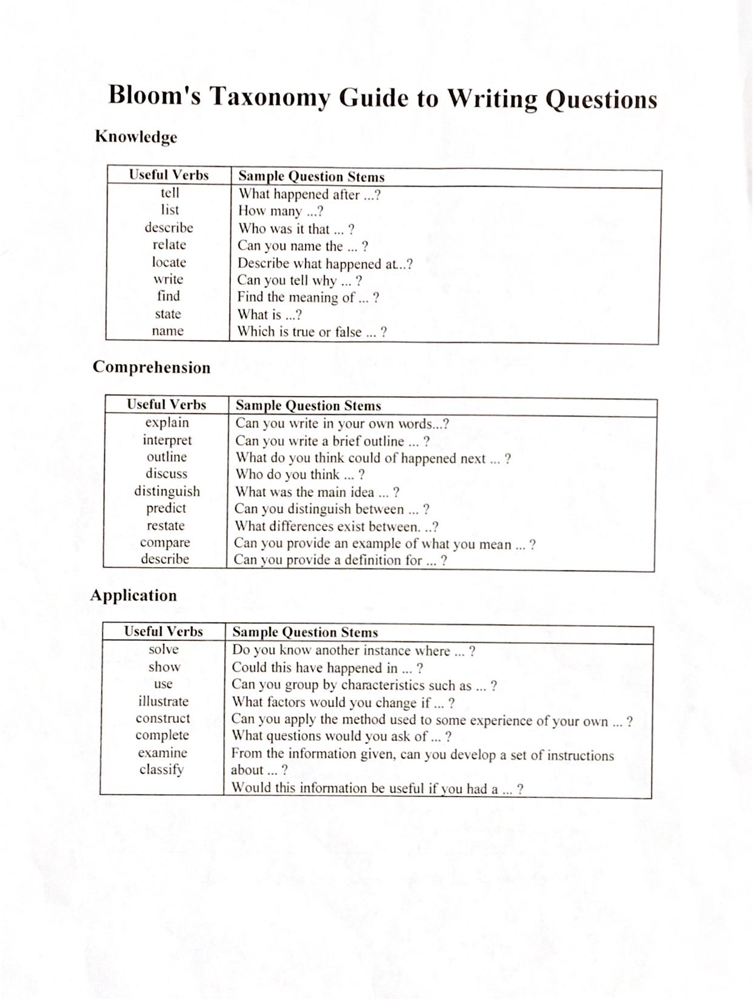 Bloom's Taxonomy Guide to Writing Questions
Knowledge
Useful Verbs Sample Question Stems
tell What happened after ...?
list How many ...?
describe Who was it that ... ?
relate Can you name the ... ?
locate Describe what happened at...?
write Can you tell why ... ?
find Find the meaning of ... ?
state What is ...?
name Which is true or false ... ?
Comprehension
Useful Verbs Sample Question Stems
explain Can you write in your own words...?
interpret Can you write a brief outline ... ?
outline What do you think could of happened next ... ?
discuss Who do you think ... ?
distinguish What was the main idea ... ?
predict Can you distinguish between ... ?
restate What differences exist between. ..?
compare Can you provide an example of what you mean ... ?
describe Can you provide a definition for ... ?
Application
Useful Verbs Sample Question Stems
solve Do you know another instance where ... ?
show Could this have happened in ... ?
use Can you group by characteristics such as ... ?
illustrate What factors would you change if ... ?
construct Can you apply the method used to some experience of your own ... ?
complete What questions would you ask of ... ?
examine From the information given, can you develop a set of instructions
classify about ... ?
Would this information be useful if you had a ... ?